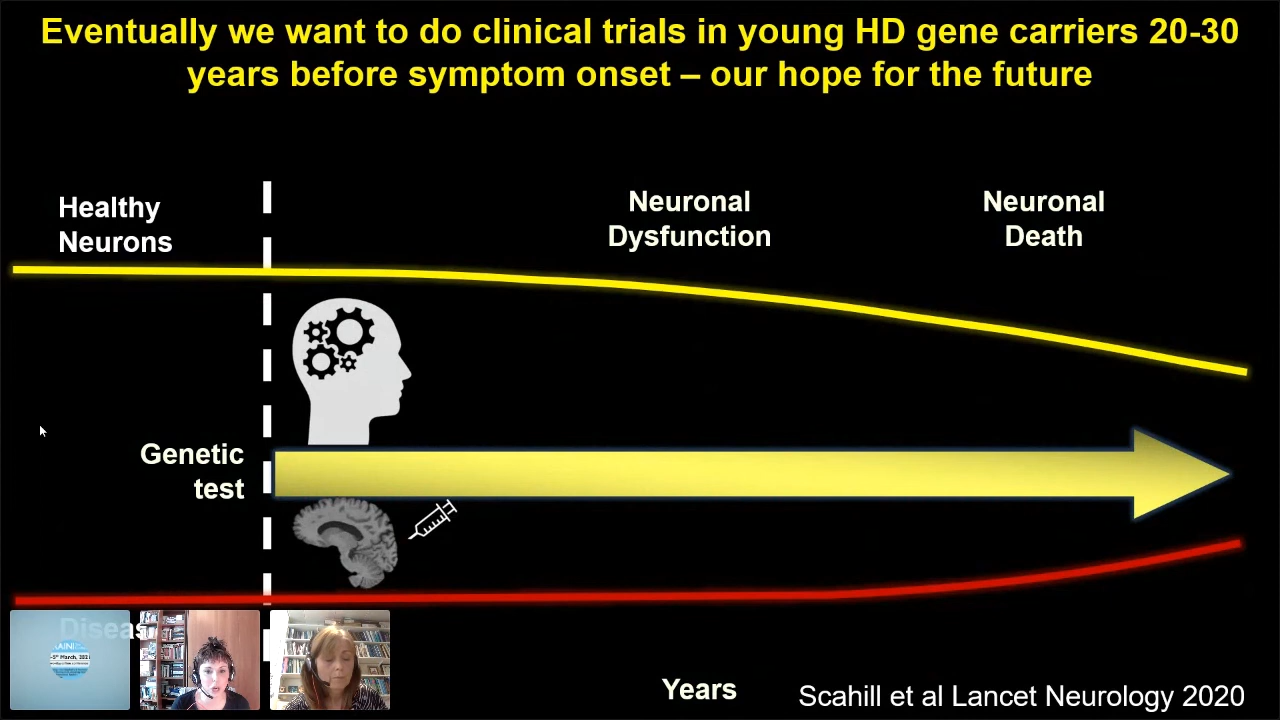 Eventually we want to do clinical trials in young HD gene carriers 20-30
years before symptom onset – our hope for the future
Healthy
Neurons
Neuronal
Dysfunction
Neuronal
Death
Genetic
test
March, 202
Years
Scahill et al Lancet Neurology 2020